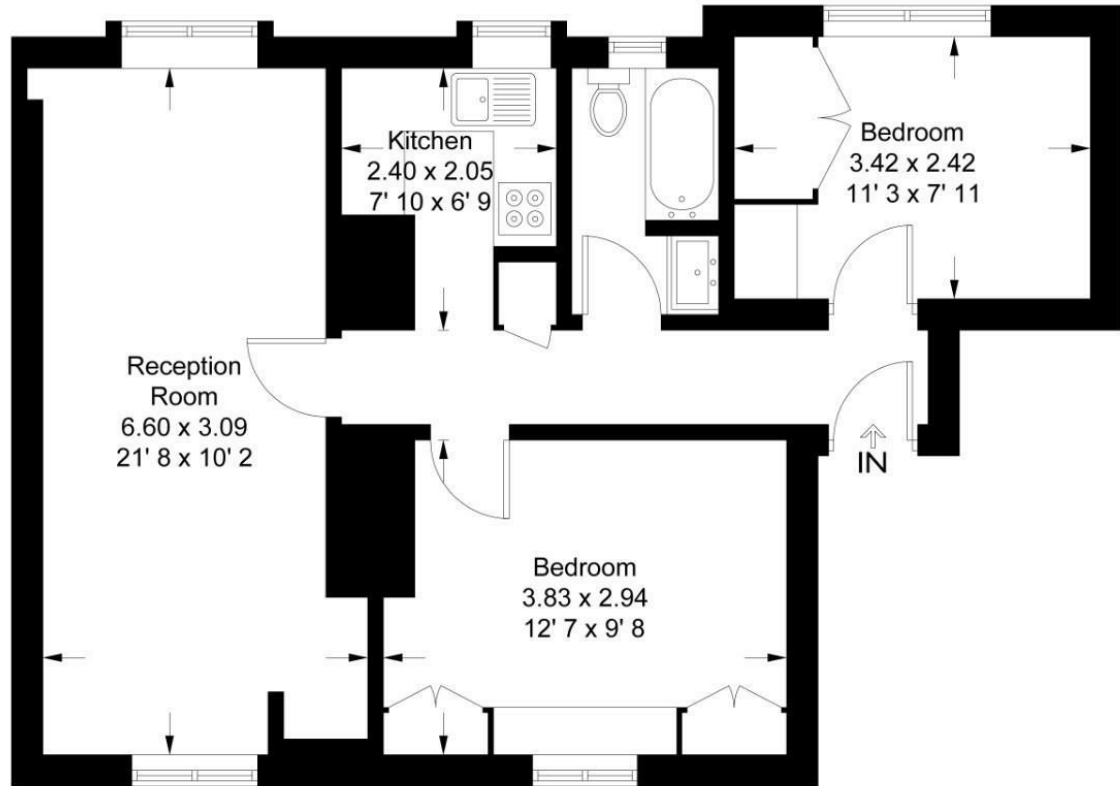 Kitchen
2.40 x 2.05
7' 10 x 6' 9
Bedroom
3.42 x 2.42
11' 3 x 7' 11
Reception
Room
6.60 x 3.09
21' 8 x 10' 2
IN
Bedroom
3.83 x 2.94
12' 7 x 9' 8